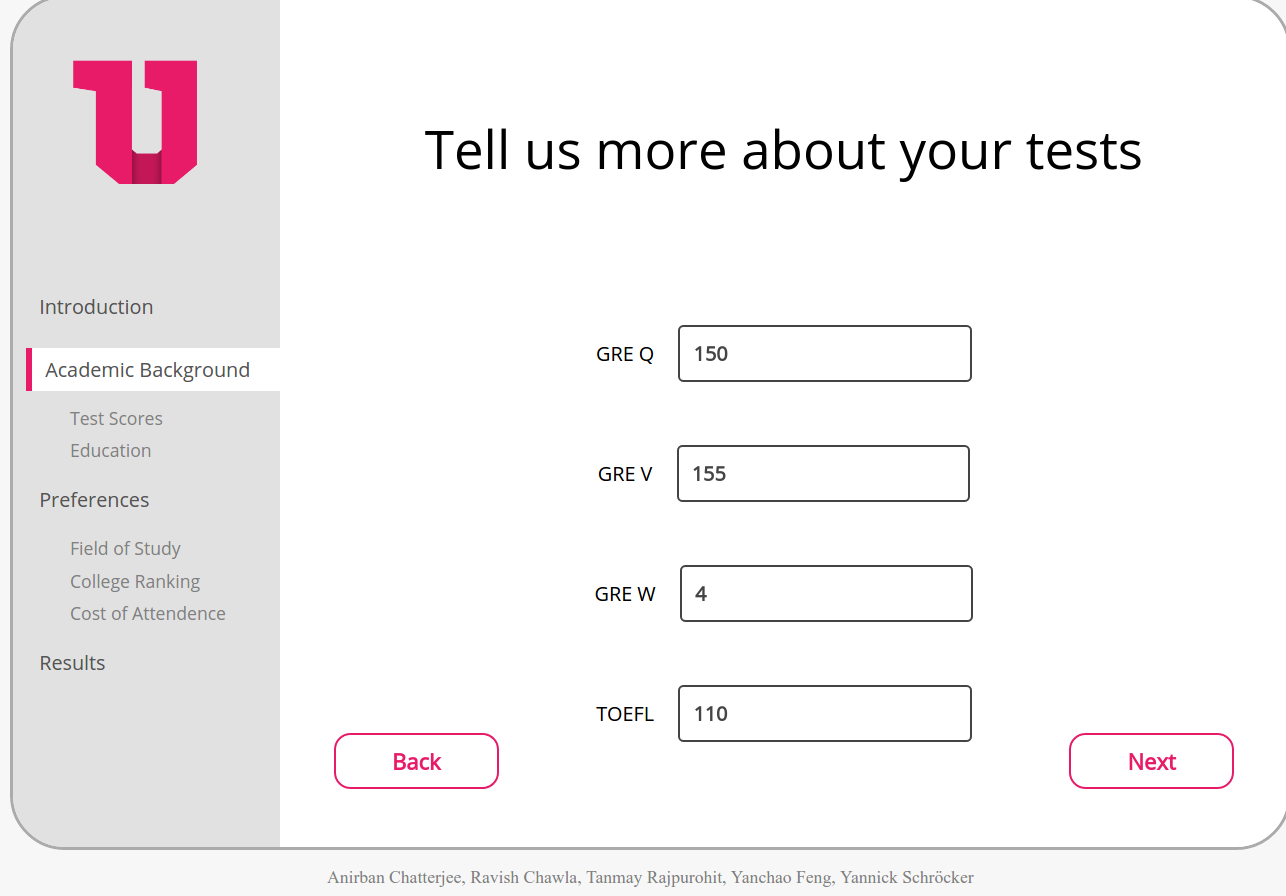 Tell us more about your tests
Introduction
Academic Background
Test Scores
Education
Preferences
Field of Study
College Ranking
Cost of Attendence
Results
GRE Q 150
GRE V 155
GRE W 4
TOEFL 110
Back
Next
Anirban Chatterjee, Ravish Chawla, Tanmay Rajpurohit, Yanchao Feng, Yannick Schröcker